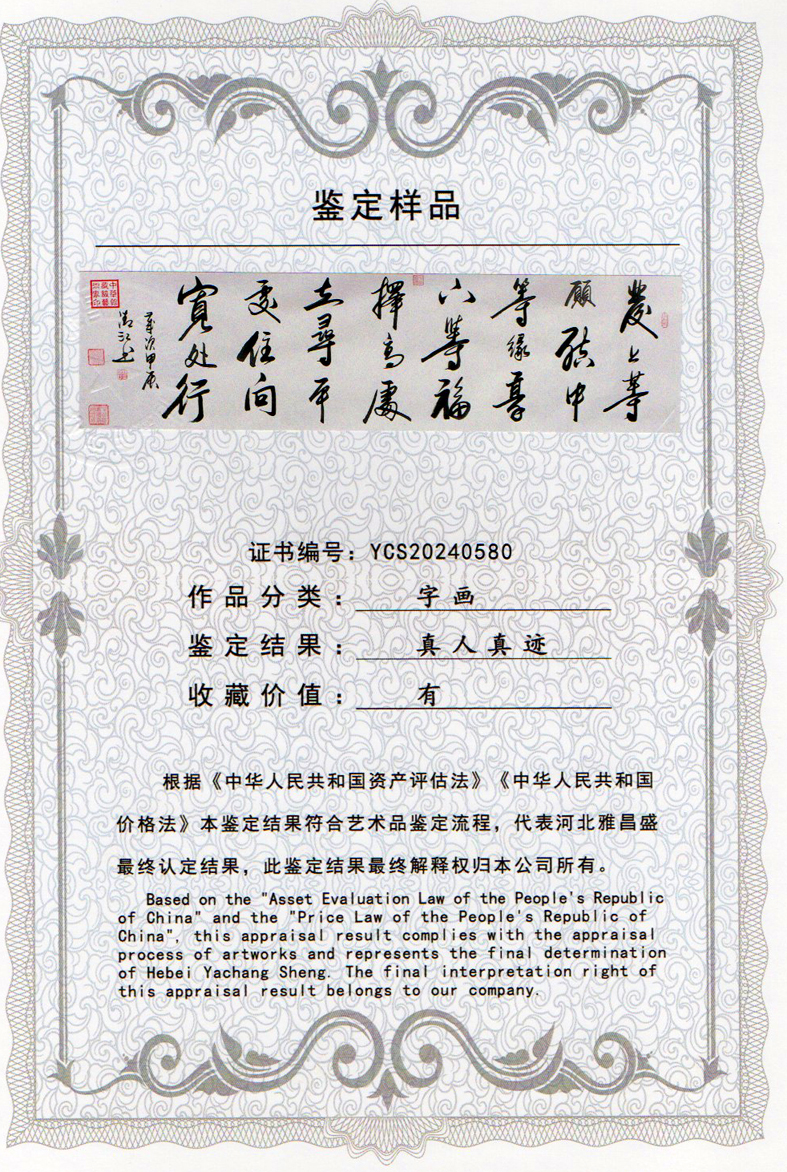 鉴定样品
發上等
願結中
等緣享
下等福
擇高處
立尋平
處住向
寬处行
歲次甲辰
证书编号：YCS20240580
作品分类：字画
鉴定结果：真人真迹
收藏价值：有
根据《中华人民共和国资产评估法》《中华人民共和国
价格法》本鉴定结果符合艺术品鉴定流程，代表河北雅昌盛
最终认定结果，此鉴定结果最终解释权归本公司所有。
Based on the "Asset Evaluation Law of the People's Republic
of China" and the "Price Law of the People's Republic of
China", this appraisal result complies with the appraisal
process of artworks and represents the final determination
of Hebei Yachang Sheng. The final interpretation right of
this appraisal result belongs to our company.